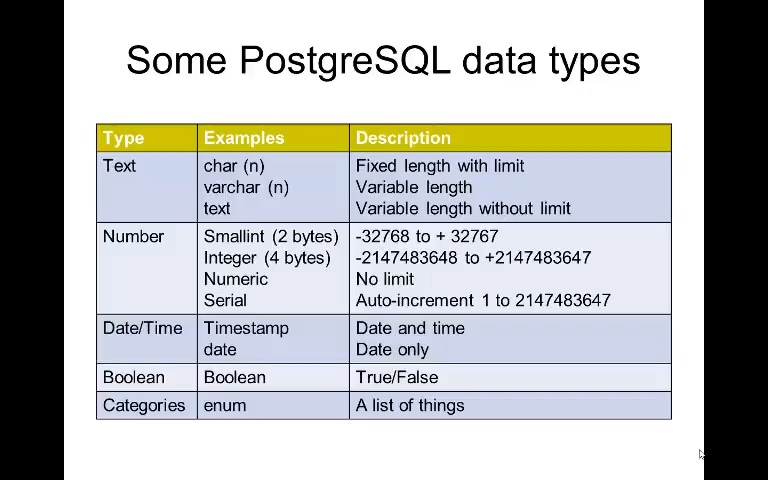 Some PostgreSQL data types
Type Examples Description
Text char (n) Fixed length with limit
varchar (n) Variable length
text Variable length without limit
Number Smallint (2 bytes) -32768 to + 32767
Integer (4 bytes) -2147483648 to +2147483647
Numeric No limit
Serial Auto-increment 1 to 2147483647
Date/Time Timestamp Date and time
date Date only
Boolean Boolean True/False
Categories enum A list of things